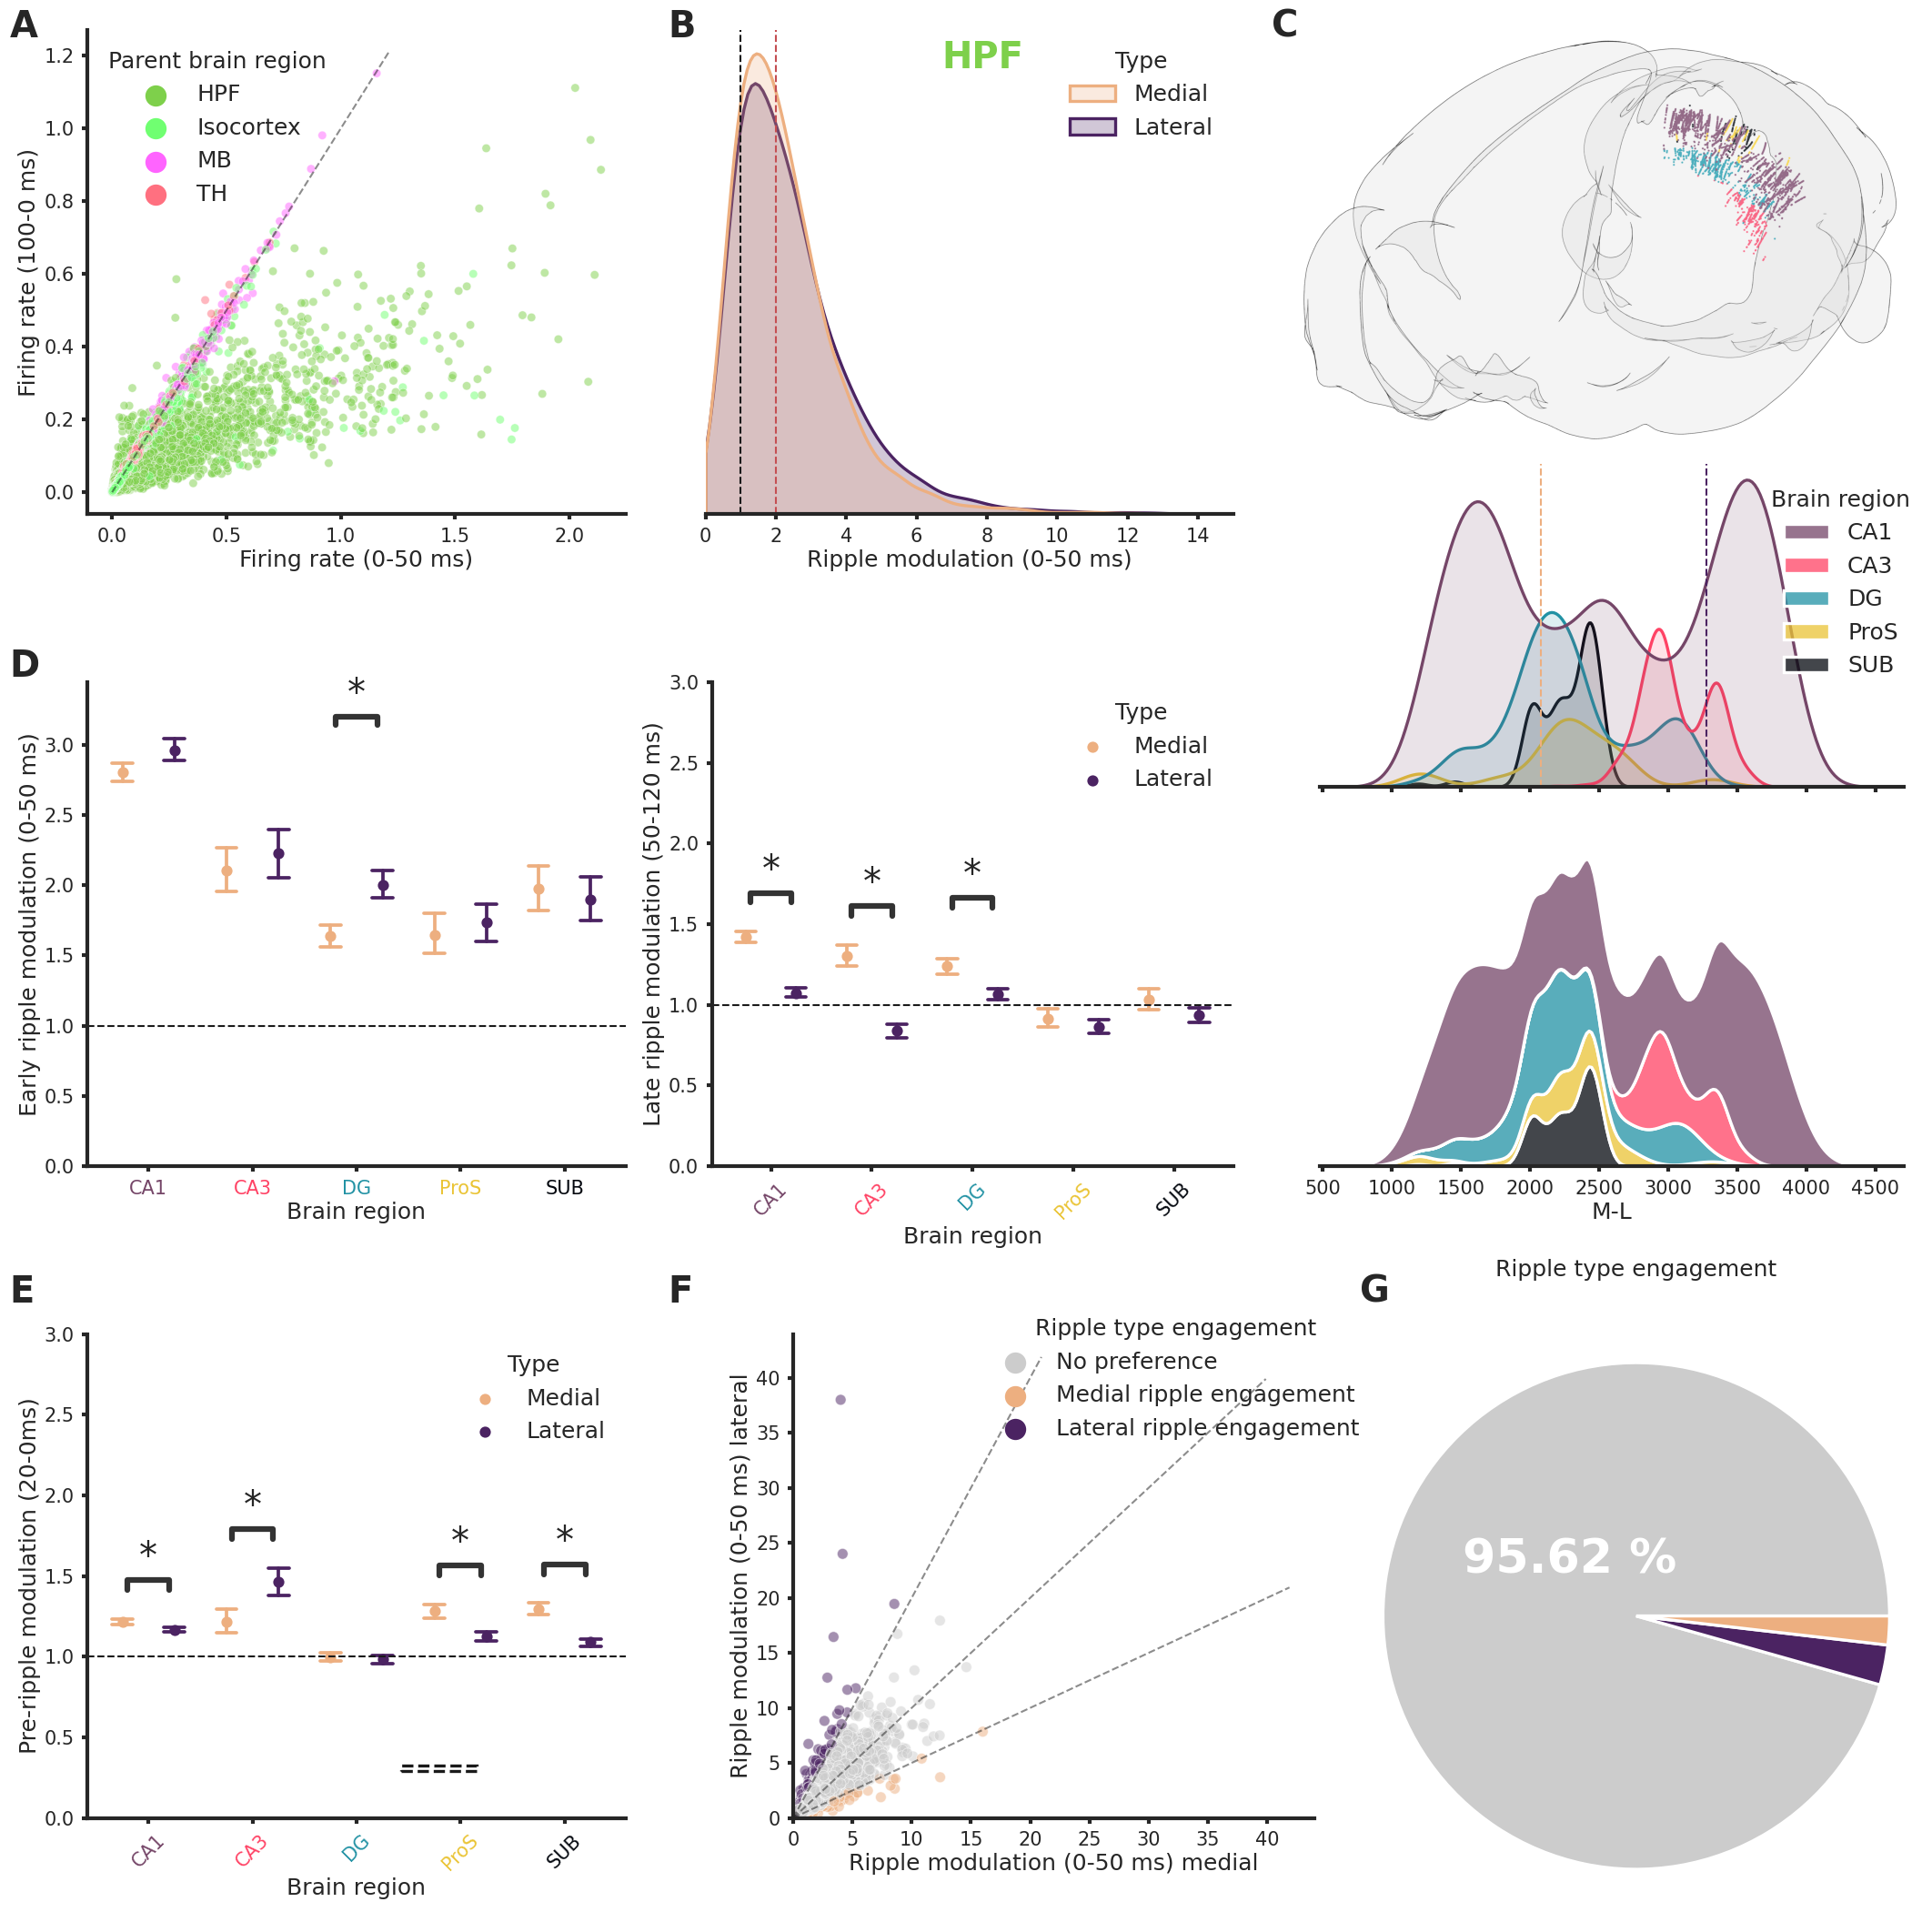 A
Parent brain region
HPF
Isocortex
MB
TH
Firing rate (100-0 ms)
1.2
1.0
0.8
0.6
0.4
0.2
0.0
0.0 0.5 1.0 1.5 2.0
Firing rate (0-50 ms)
B
HPF
Type
Medial
Lateral
0 2 4 6 8 10 12 14
Ripple modulation (0-50 ms)
C
Brain region
CA1
CA3
DG
ProS
SUB
500 1000 1500 2000 2500 3000 3500 4000 4500
M-L
D
Early ripple modulation (0-50 ms)
3.0
2.5
2.0
1.5
1.0
0.5
0.0
*
CA1 CA3 DG ProS SUB
Brain region
Late ripple modulation (50-120 ms)
3.0
2.5
2.0
1.5
1.0
0.5
0.0
Type
Medial
Lateral
* * *
CA1 CA3 DG ProS SUB
Brain region
E
Pre-ripple modulation (20-0ms)
3.0
2.5
2.0
1.5
1.0
0.5
0.0
Type
Medial
Lateral
* * * *
CA1 CA3 DG ProS SUB
Brain region
F
Ripple modulation (0-50 ms) lateral
40
35
30
25
20
15
10
5
0
Ripple type engagement
No preference
Medial ripple engagement
Lateral ripple engagement
0 5 10 15 20 25 30 35 40
Ripple modulation (0-50 ms) medial
G
Ripple type engagement
95.62 %